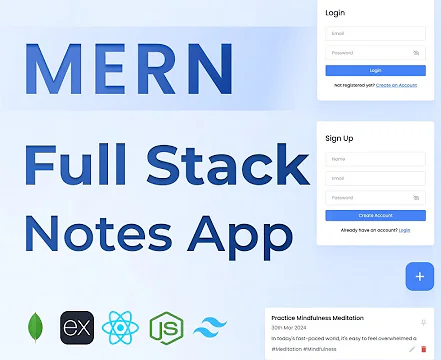 MERN
Full Stack
Notes App
ex
JS
Login
Email
Password
Login
Not registered yet? Create an Account
Sign Up
Name
Email
Password
Create Account
Already have an account? Login
+
Practice Mindfulness Meditation
30th Mar 2024
In today's fast-paced world, it's easy to feel overwhelmed a
#Meditation #Mindfulness